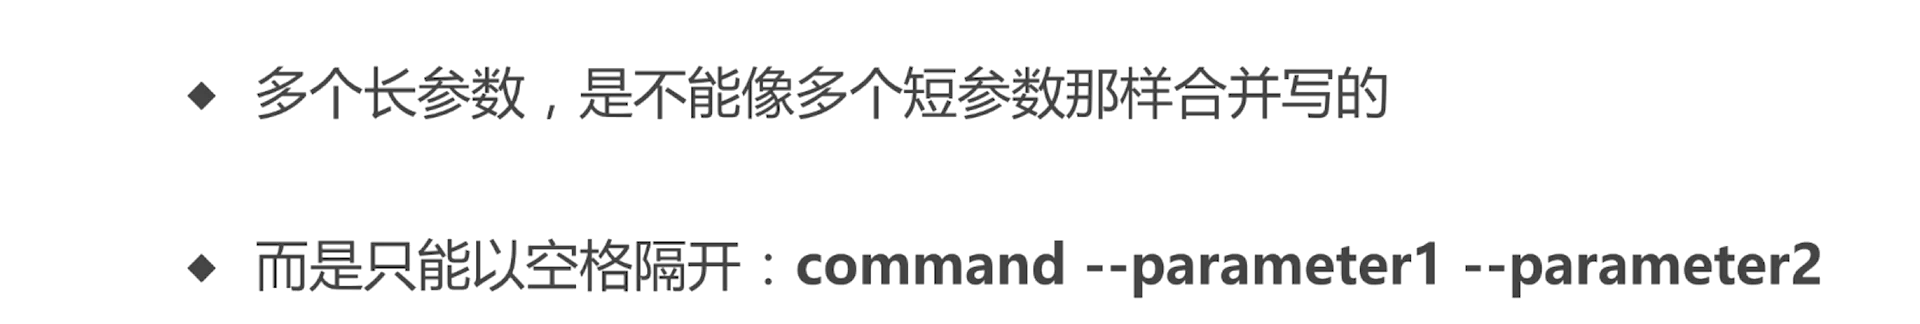 ◆ 多个长参数，是不能像多个短参数那样合并写的
◆ 而是只能以空格隔开：command --parameter1 --parameter2